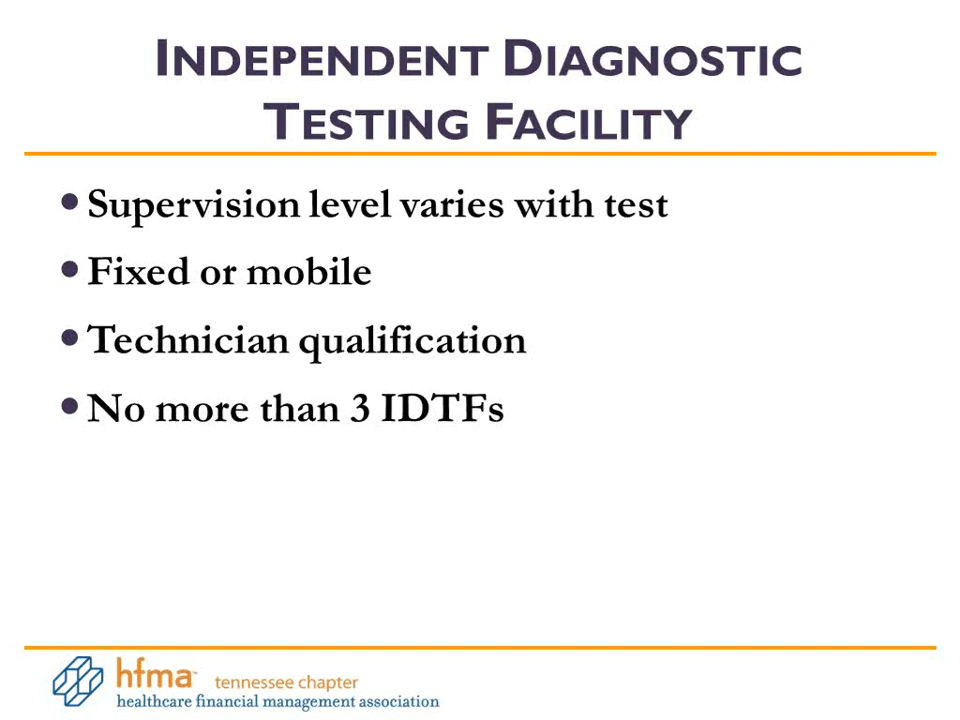 INDEPENDENT DIAGNOSTIC
TESTING FACILITY
• Supervision level varies with test
• Fixed or mobile
• Technician qualification
• No more than 3 IDTFs
hfma™ tennessee chapter
healthcare financial management association